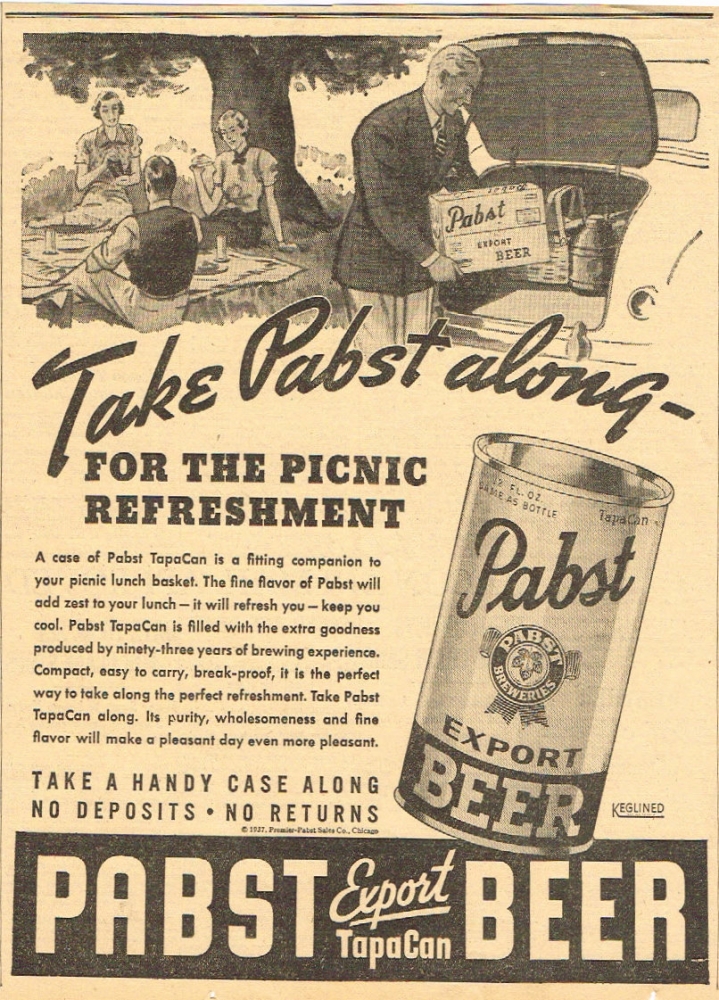 Pabst
EXPORT
BEER
Take Pabst along-
FOR THE PICNIC
REFRESHMENT
A case of Pabst TapaCan is a fitting companion to
your picnic lunch basket. The fine flavor of Pabst will
add zest to your lunch — it will refresh you — keep you
cool. Pabst TapaCan is filled with the extra goodness
produced by ninety-three years of brewing experience.
Compact, easy to carry, break-proof, it is the perfect
way to take along the perfect refreshment. Take Pabst
TapaCan along. Its purity, wholesomeness and fine
flavor will make a pleasant day even more pleasant.
TAKE A HANDY CASE ALONG
NO DEPOSITS • NO RETURNS
© 1937, Premier-Pabst Sales Co., Chicago
12 FL. OZ.
SAME AS BOTTLE
TapaCan
Pabst
PABST
BREWERIES
EXPORT
BEER
KEGLINED
PABST Export TapaCan BEER